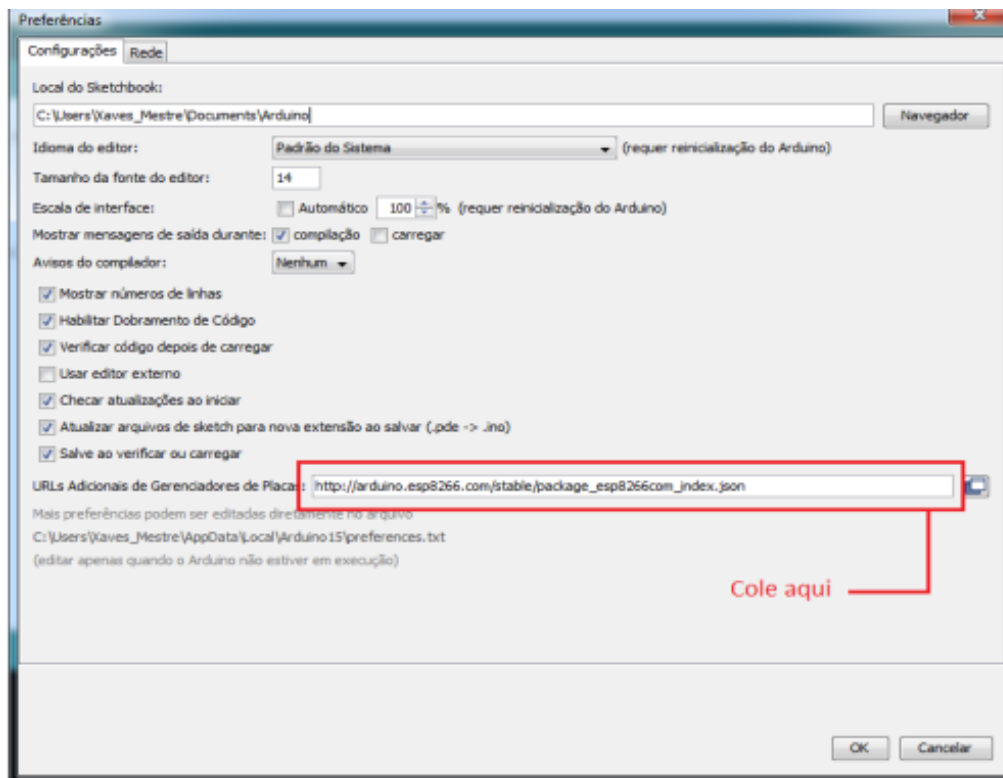 Preferências
Configurações Rede
Local do Sketchbook:
C:\Users\Xaves_Mestre\Documents\Arduino Navegador
Idioma do editor: Padrão do Sistema (requer reinicialização do Arduino)
Tamanho da fonte do editor: 14
Escala de interface: Automático 100 % (requer reinicialização do Arduino)
Mostrar mensagens de saída durante: compilação carregar
Avisos do compilador: Nenhum
Mostrar números de linhas
Habilitar Dobramento de Código
Verificar código depois de carregar
Usar editor externo
Checar atualizações ao iniciar
Atualizar arquivos de sketch para nova extensão ao salvar (.pde -> .ino)
Salve ao verificar ou carregar
URLs Adicionais de Gerenciadores de Placas: http://arduino.esp8266.com/stable/package_esp8266com_index.json
Mais preferências podem ser editadas diretamente no arquivo
C:\Users\Xaves_Mestre\AppData\Local\Arduino15\preferences.txt
(editar apenas quando o Arduino não estiver em execução)
Cole aqui
OK Cancelar